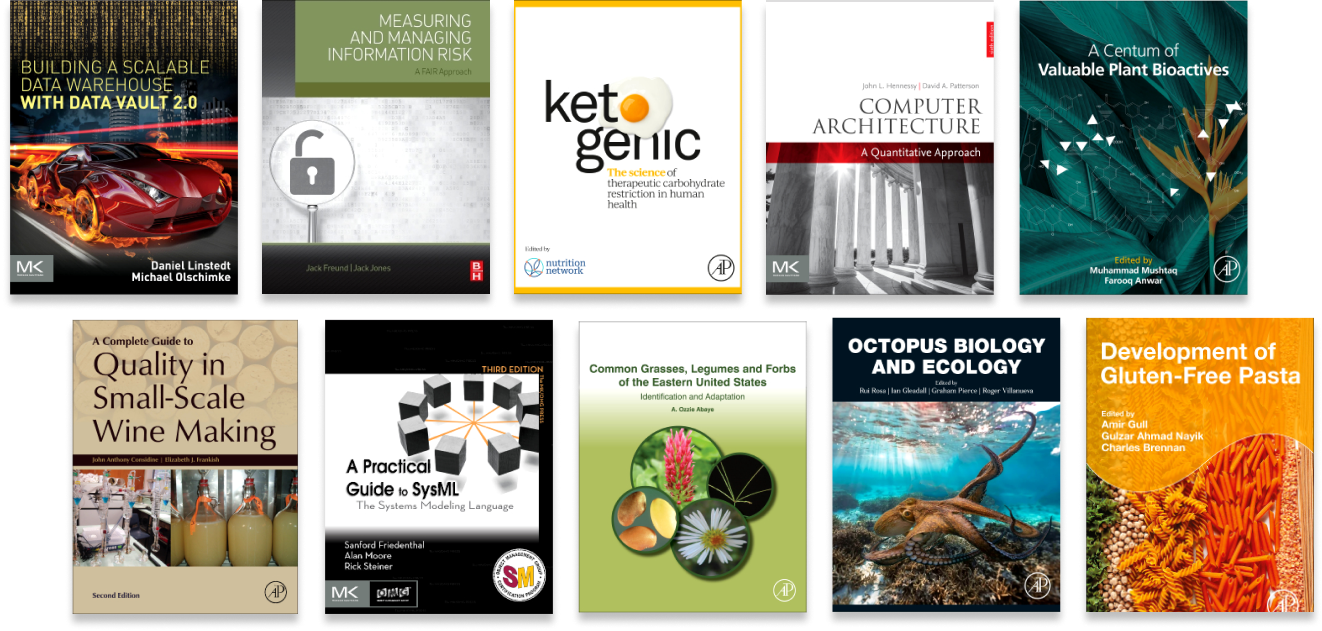 BUILDING A SCALABLE
DATA WAREHOUSE
WITH DATA VAULT 2.0
MK
Daniel Linstedt
Michael Olschimke
MEASURING
AND MANAGING
INFORMATION RISK
A FAIR Approach
Jack Freund | Jack Jones
B
H
ket
genic
The science of
therapeutic carbohydrate
restriction in human
health
Edited by
nutrition
network
AP
John L. Hennessy | David A. Patterson
COMPUTER
ARCHITECTURE
A Quantitative Approach
MK
A Centum of
Valuable Plant Bioactives
Edited by
Muhammad Mushtaq
Farooq Anwar
AP
A Complete Guide to
Quality in
Small-Scale
Wine Making
John Anthony Considine | Elizabeth J. Frankish
Second Edition
AP
THIRD EDITION
A Practical
Guide to SysML
The Systems Modeling Language
Sanford Friedenthal
Alan Moore
Rick Steiner
MK
OMG
SM
Common Grasses, Legumes and Forbs
of the Eastern United States
Identification and Adaptation
A. Ozzie Abaye
AP
OCTOPUS BIOLOGY
AND ECOLOGY
Edited by
Rui Rosa | Ian Gleadall | Graham Pierce | Roger Villanueva
AP
Development of
Gluten-Free Pasta
Edited by
Amir Gull
Gulzar Ahmad Nayik
Charles Brennan
AP